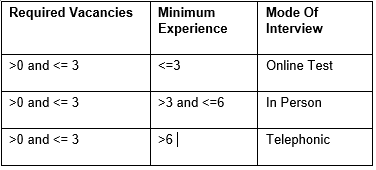 Required Vacancies Minimum Experience Mode Of Interview
>0 and <= 3 <=3 Online Test
>0 and <= 3 >3 and <=6 In Person
>0 and <= 3 >6 Telephonic